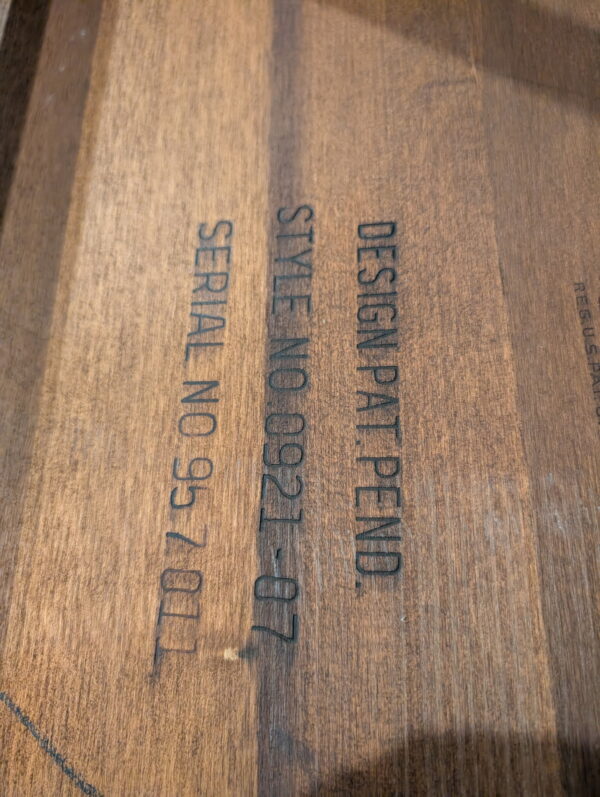 REG.U.S.PAT.
DESIGN PAT. PEND.
STYLE NO 0921-07
SERIAL NO 957011